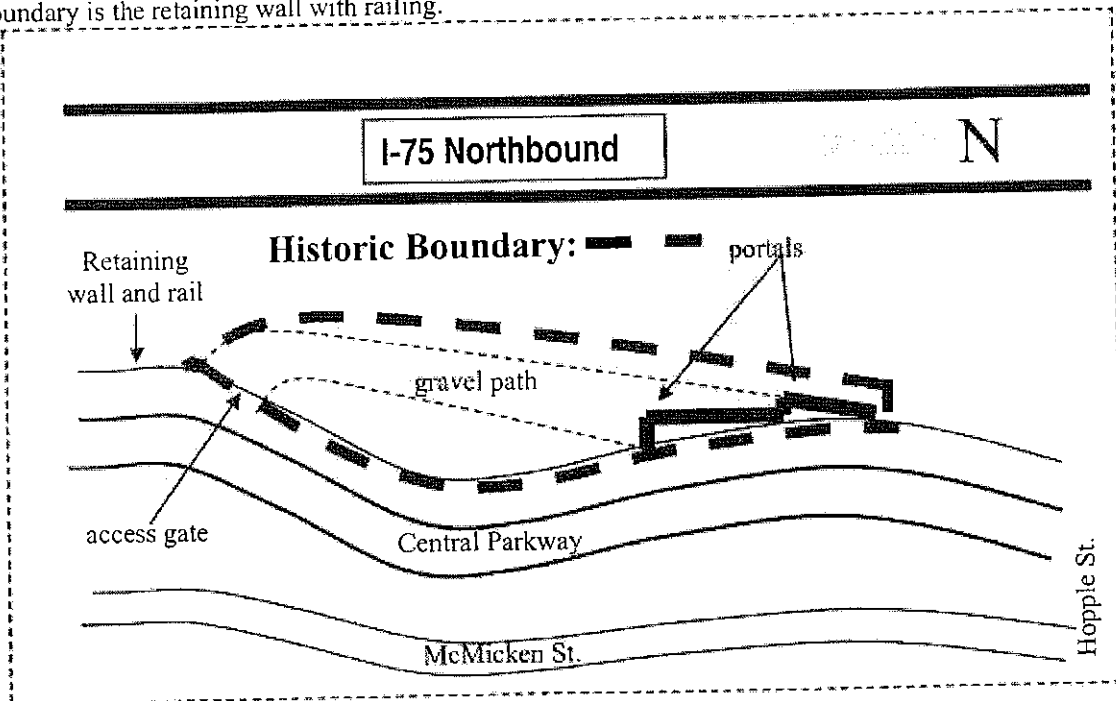 oundary is the retaining wall with railing.
I-75 Northbound
N
Historic Boundary:
portals
Retaining
wall and rail
gravel path
access gate
Central Parkway
Hopple St.
McMicken St.